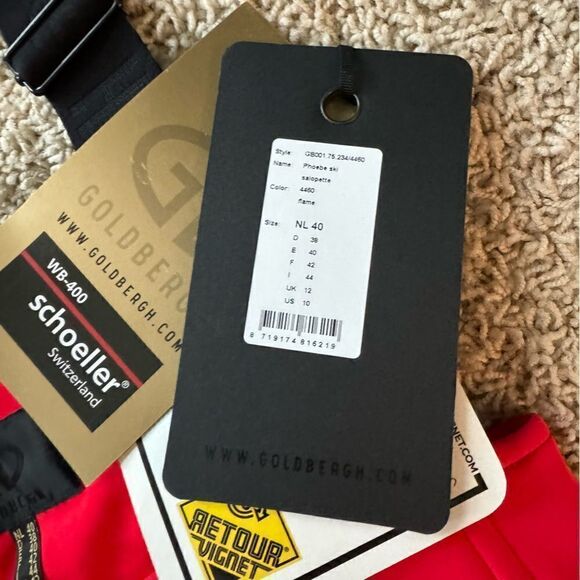 Style: GB001.75.234/4460
Name: Phoebe ski
salopette
Color: 4460
flame
Size: NL 40
D 38
E 40
F 42
I 44
UK 12
US 10
8 719174 816219
WWW.GOLDBERGH.COM
GOLDBERGH
WWW.GOLDBERGH.COM
WB-400
schoeller®
Switzerland
RETOUR
VIGNET
NET.COM